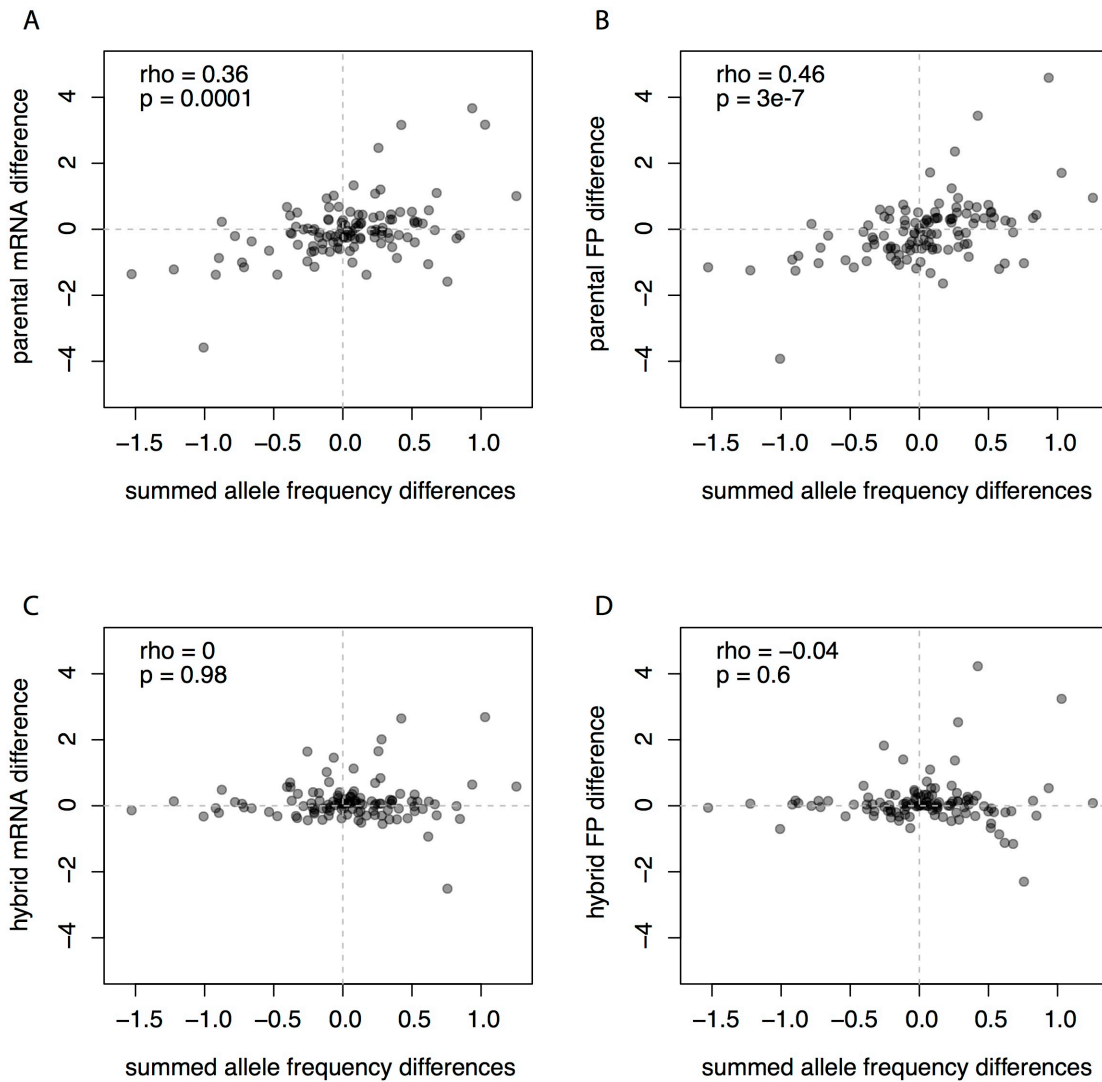 A
rho = 0.36
p = 0.0001
parental mRNA difference
4
2
0
−2
−4
−1.5 −1.0 −0.5 0.0 0.5 1.0
summed allele frequency differences
B
rho = 0.46
p = 3e-7
parental FP difference
4
2
0
−2
−4
−1.5 −1.0 −0.5 0.0 0.5 1.0
summed allele frequency differences
C
rho = 0
p = 0.98
hybrid mRNA difference
4
2
0
−2
−4
−1.5 −1.0 −0.5 0.0 0.5 1.0
summed allele frequency differences
D
rho = −0.04
p = 0.6
hybrid FP difference
4
2
0
−2
−4
−1.5 −1.0 −0.5 0.0 0.5 1.0
summed allele frequency differences